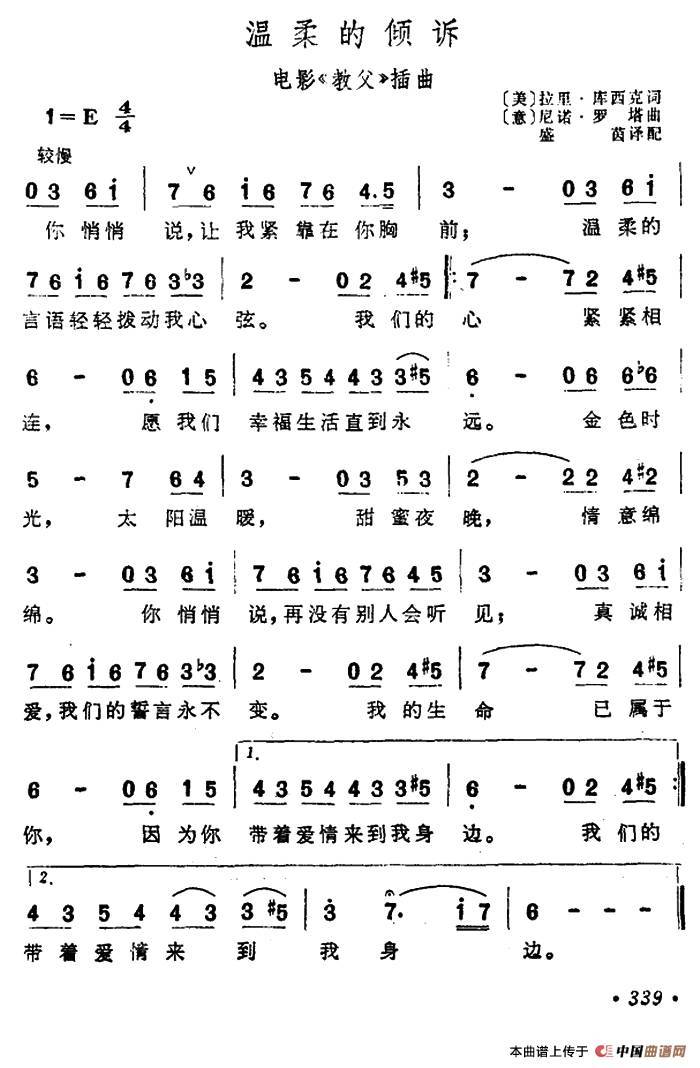 温柔的倾诉
电影《教父》插曲
1=E 4/4
〔美〕拉里·库西克词
〔意〕尼诺·罗塔曲
盛茵译配
较慢
0 3 6 i | 7 6 i 6 7 6 4. 5 | 3 - 0 3 6 i
你悄悄说,让我紧靠在你胸前;温柔的
7 6 i 6 7 6 3 ♭3 | 2 - 0 2 4 #5 |: 7 - 7 2 4 #5
言语轻轻拨动我心弦。我们的心紧紧相
6 - 0 6 1 5 | 4 3 5 4 4 3 3 #5 | 6 - 0 6 6 ♭6
连,愿我们幸福生活直到永远。金色时
5 - 7 6 4 | 3 - 0 3 5 3 | 2 - 2 2 4 #2
光,太阳温暖,甜蜜夜晚,情意绵
3 - 0 3 6 i | 7 6 i 6 7 6 4 5 | 3 - 0 3 6 i
绵。你悄悄说,再没有别人会听见;真诚相
7 6 i 6 7 6 3 ♭3 | 2 - 0 2 4 #5 | 7 - 7 2 4 #5
爱,我们的誓言永不变。我的生命已属于
1.
6 - 0 6 1 5 | 4 3 5 4 4 3 3 #5 | 6 - 0 2 4 #5 :|
你,因为你带着爱情来到我身边。我们的
2.
4 3 5 4 4 3 3 #5 | 3 7. i 7 | 6 - - - ‖
带着爱情来到我身边。
· 339 ·
本曲谱上传于 中国曲谱网